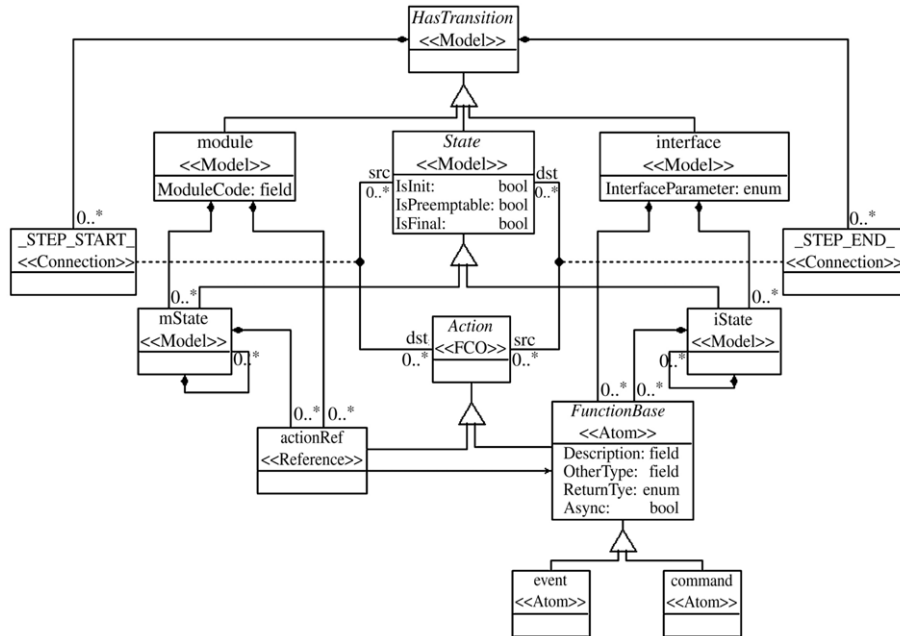 HasTransition
<<Model>>
module
<<Model>>
ModuleCode: field
State
<<Model>>
IsInit: bool
IsPreemptable: bool
IsFinal: bool
interface
<<Model>>
InterfaceParameter: enum
src
0..*
dst
0..*
0..*
_STEP_START_
<<Connection>>
0..*
_STEP_END_
<<Connection>>
0..*
mState
<<Model>>
0..*
dst
0..*
Action
<<FCO>>
src
0..*
0..*
iState
<<Model>>
0..*
0..*
0..*
actionRef
<<Reference>>
0..*
0..*
FunctionBase
<<Atom>>
Description: field
OtherType: field
ReturnTye: enum
Async: bool
event
<<Atom>>
command
<<Atom>>